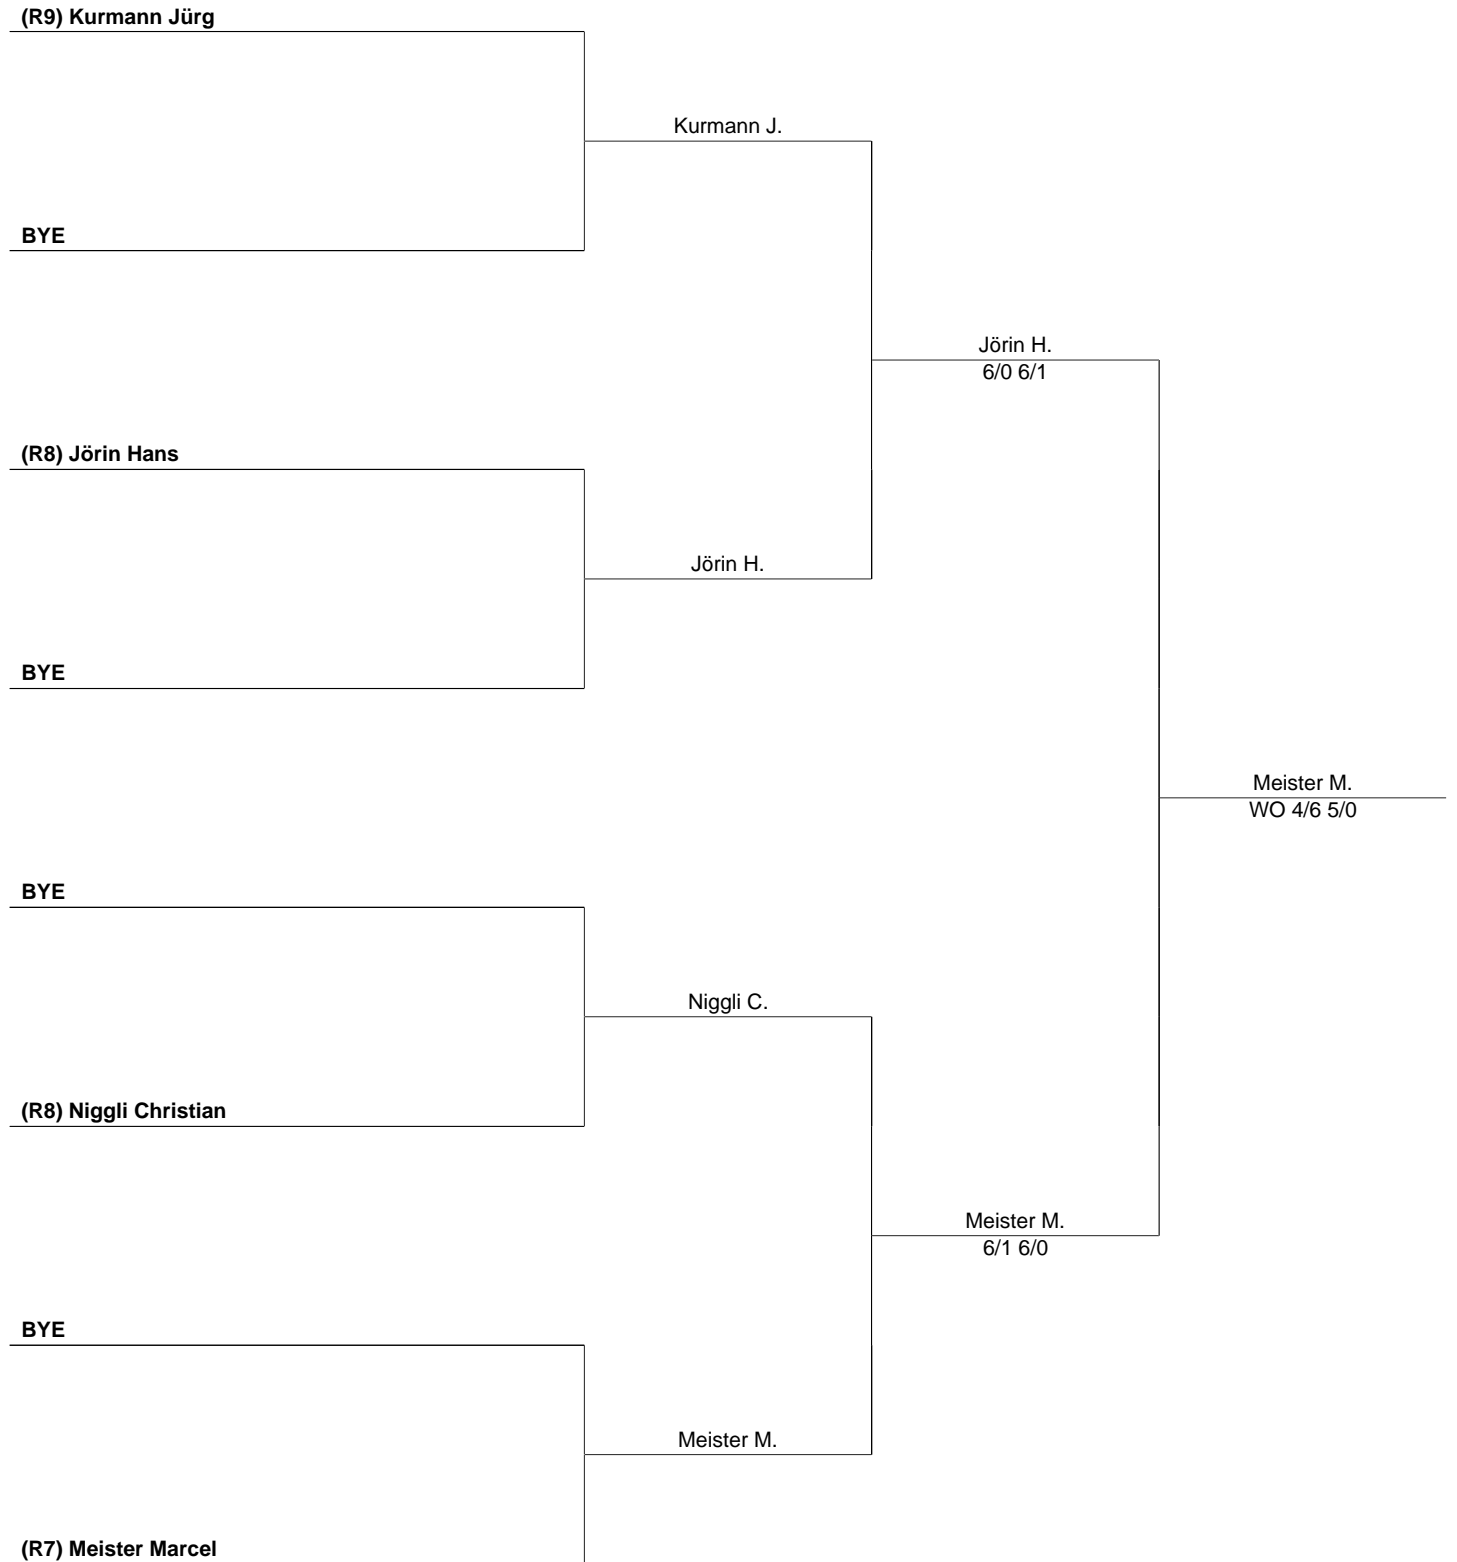 (R9) Kurmann Jürg
Kurmann J.
BYE
Jörin H.
6/0 6/1
(R8) Jörin Hans
Jörin H.
BYE
Meister M.
WO 4/6 5/0
BYE
Niggli C.
(R8) Niggli Christian
Meister M.
6/1 6/0
BYE
Meister M.
(R7) Meister Marcel